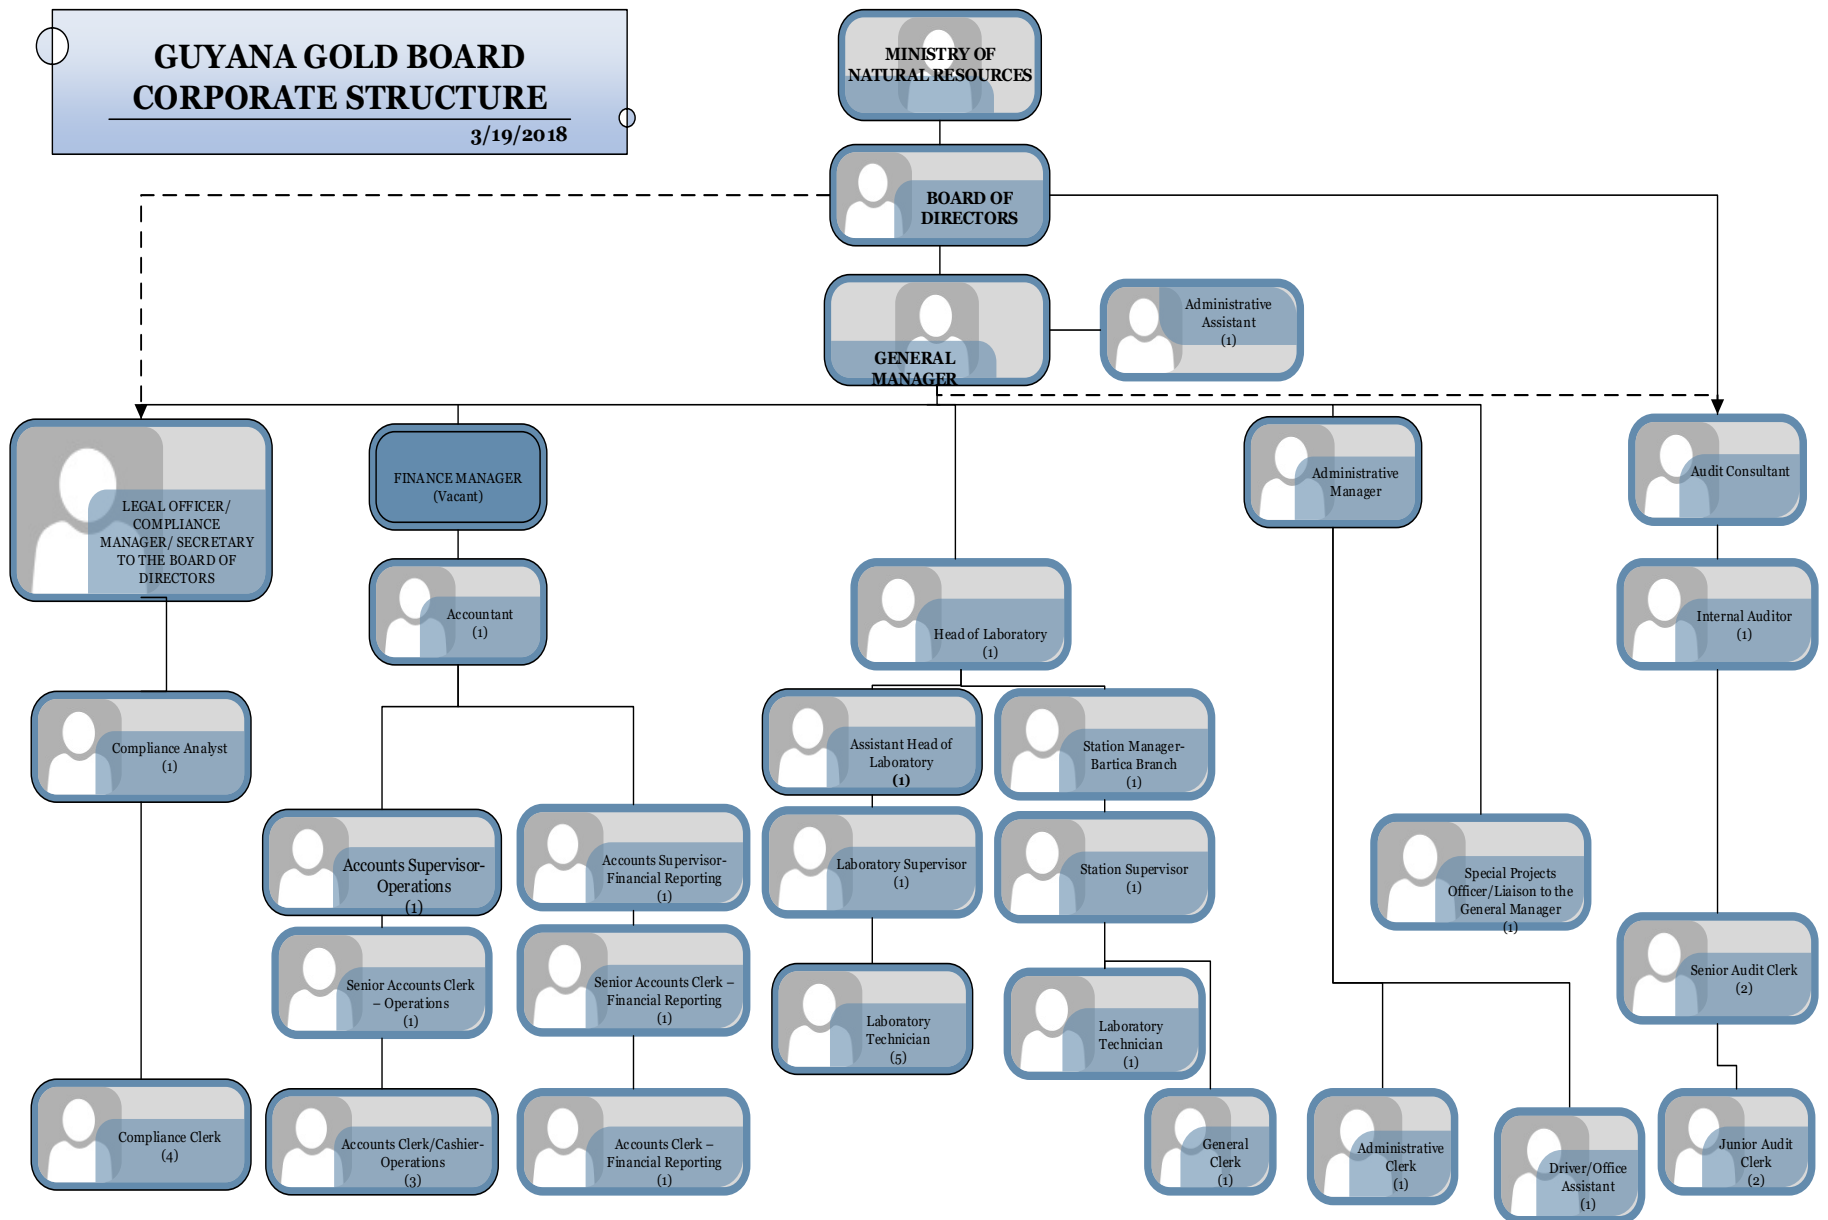 GUYANA GOLD BOARD
CORPORATE STRUCTURE
3/19/2018
MINISTRY OF
NATURAL RESOURCES
BOARD OF
DIRECTORS
GENERAL
MANAGER
Administrative
Assistant
(1)
LEGAL OFFICER/
COMPLIANCE
MANAGER/ SECRETARY
TO THE BOARD OF
DIRECTORS
FINANCE MANAGER
(Vacant)
Administrative
Manager
Audit Consultant
Accountant
(1)
Head of Laboratory
(1)
Internal Auditor
(1)
Compliance Analyst
(1)
Assistant Head of
Laboratory
(1)
Station Manager-
Bartica Branch
(1)
Accounts Supervisor-
Operations
(1)
Accounts Supervisor-
Financial Reporting
(1)
Laboratory Supervisor
(1)
Station Supervisor
(1)
Special Projects
Officer/Liaison to the
General Manager
(1)
Senior Accounts Clerk
– Operations
(1)
Senior Accounts Clerk –
Financial Reporting
(1)
Laboratory
Technician
(5)
Laboratory
Technician
(1)
Senior Audit Clerk
(2)
Compliance Clerk
(4)
Accounts Clerk/Cashier-
Operations
(3)
Accounts Clerk –
Financial Reporting
(1)
General
Clerk
(1)
Administrative
Clerk
(1)
Driver/Office
Assistant
(1)
Junior Audit
Clerk
(2)